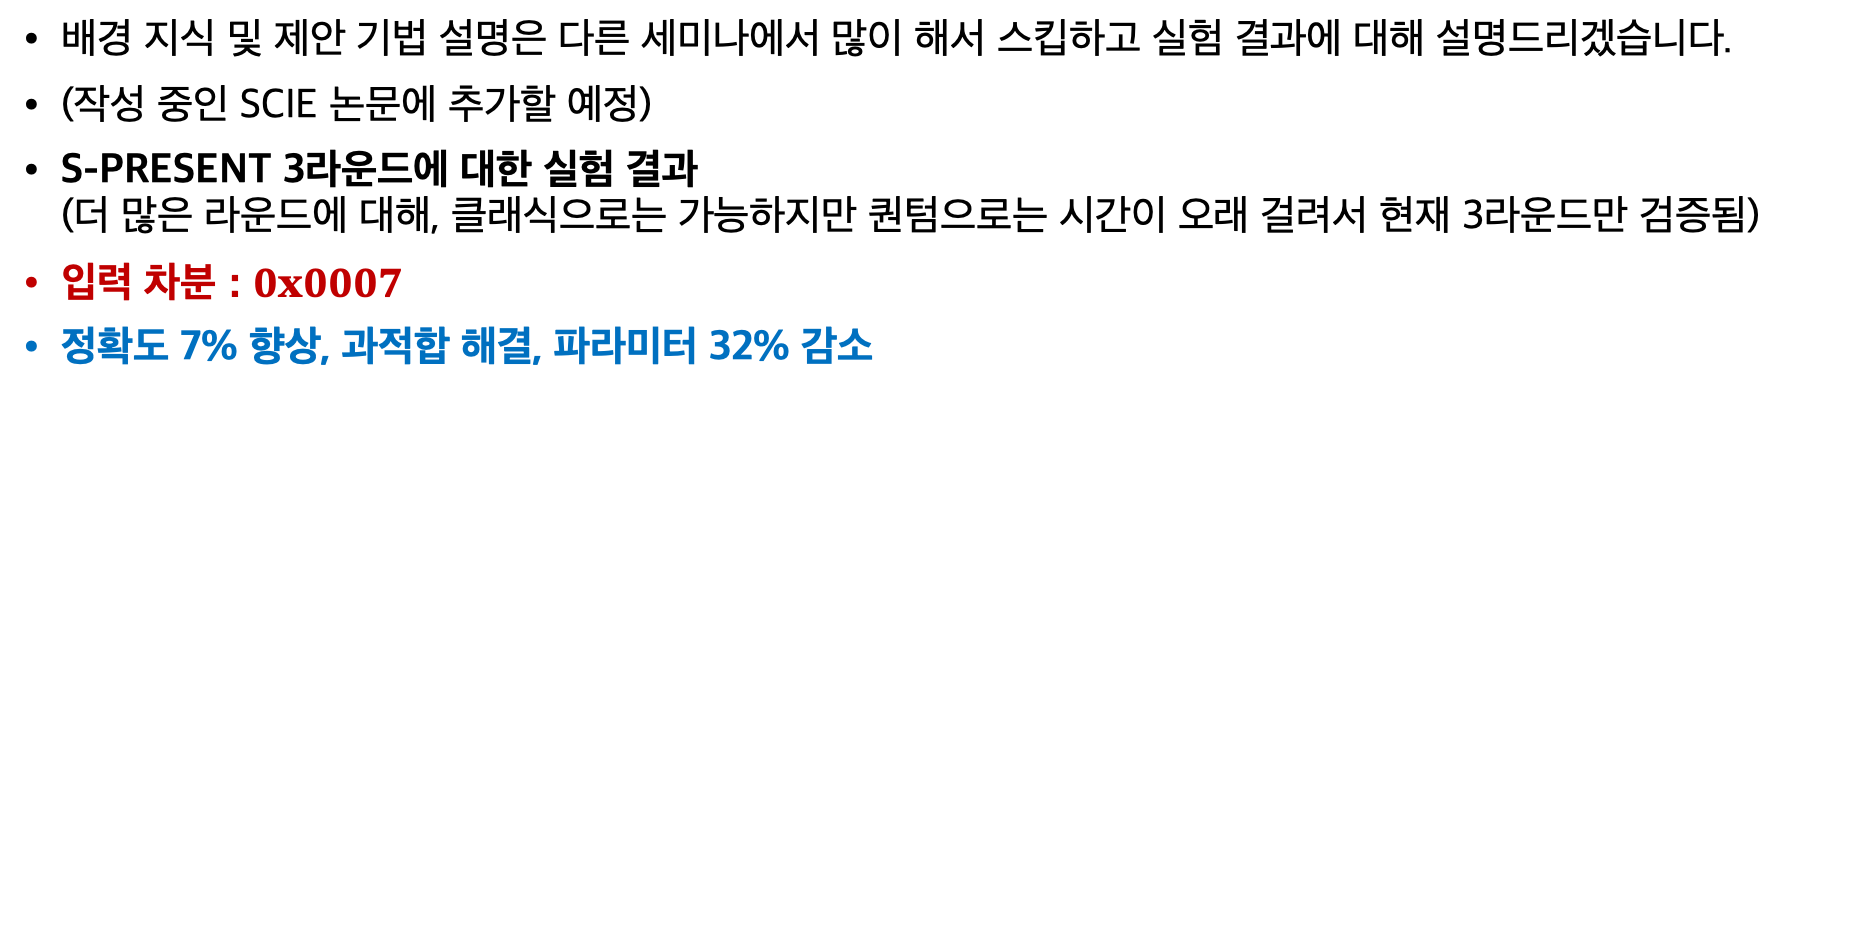 • 배경 지식 및 제안 기법 설명은 다른 세미나에서 많이 해서 스킵하고 실험 결과에 대해 설명드리겠습니다.
• (작성 중인 SCIE 논문에 추가할 예정)
• S-PRESENT 3라운드에 대한 실험 결과
(더 많은 라운드에 대해, 클래식으로는 가능하지만 퀀텀으로는 시간이 오래 걸려서 현재 3라운드만 검증됨)
• 입력 차분 : 0x0007
• 정확도 7% 향상, 과적합 해결, 파라미터 32% 감소